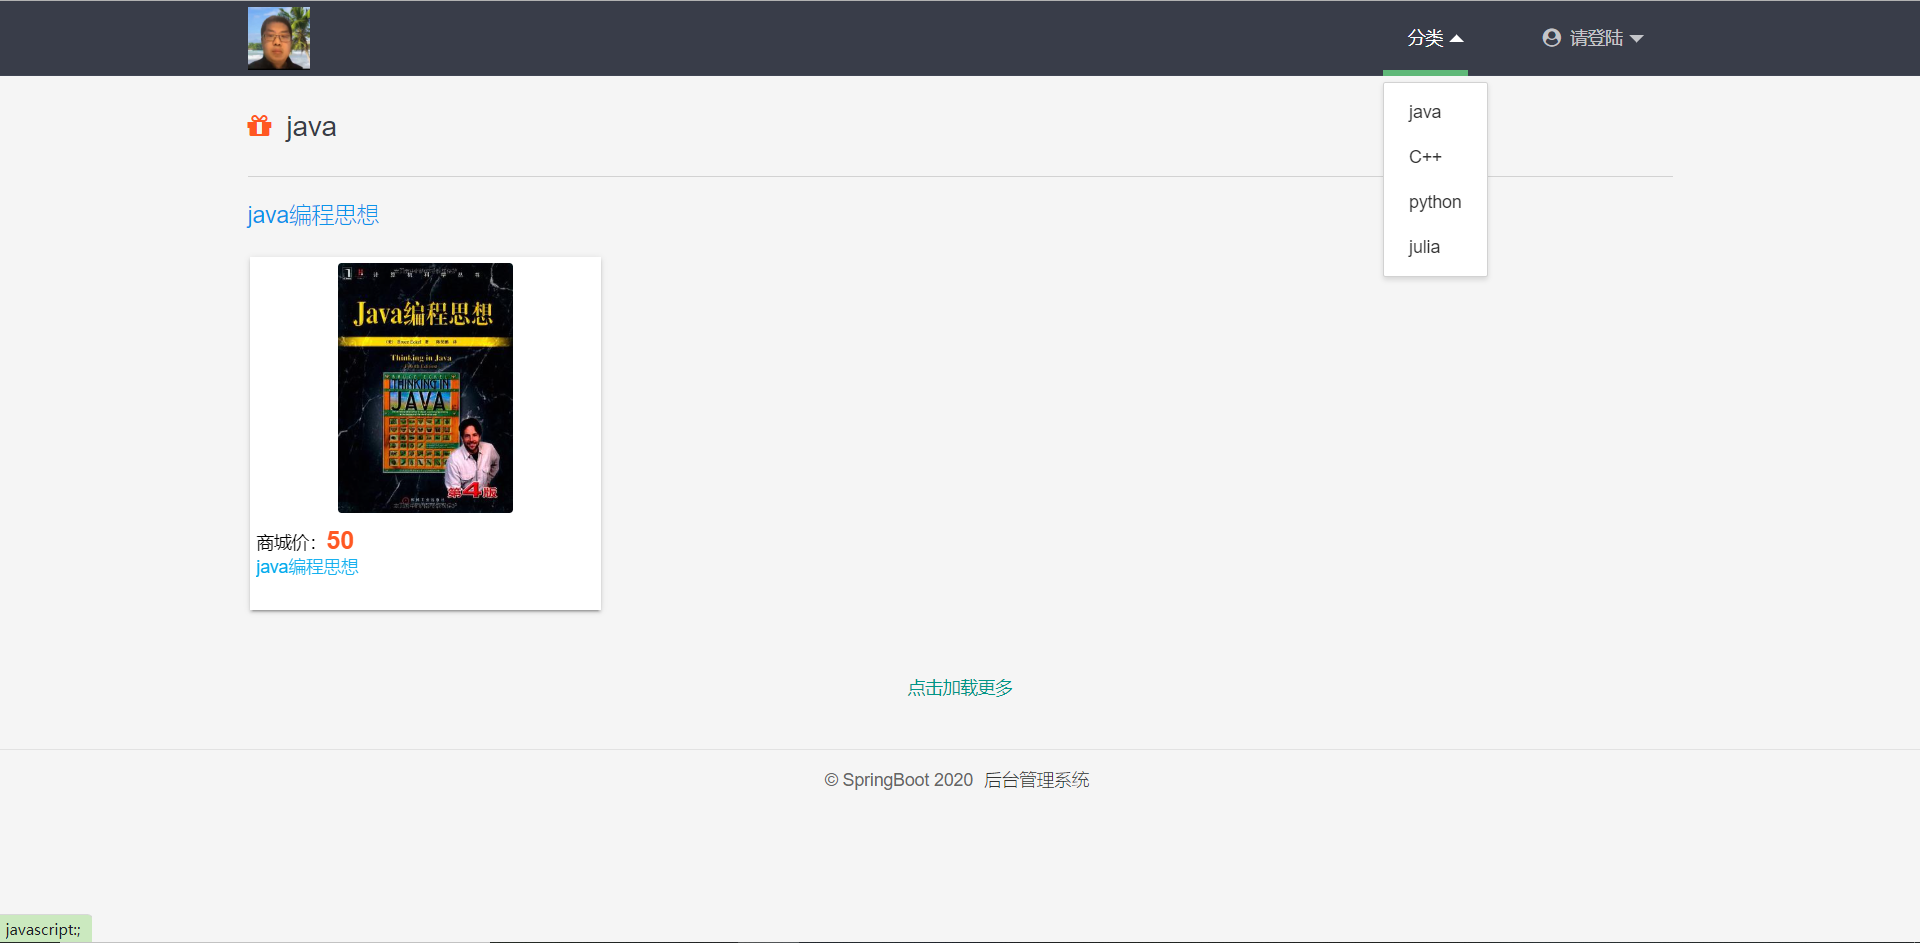 分类
请登陆
java
C++
python
julia
java
java编程思想
Java编程思想
Thinking in Java
THINKING IN
JAVA
第4版
商城价：50
java编程思想
点击加载更多
© SpringBoot 2020 后台管理系统
javascript:;